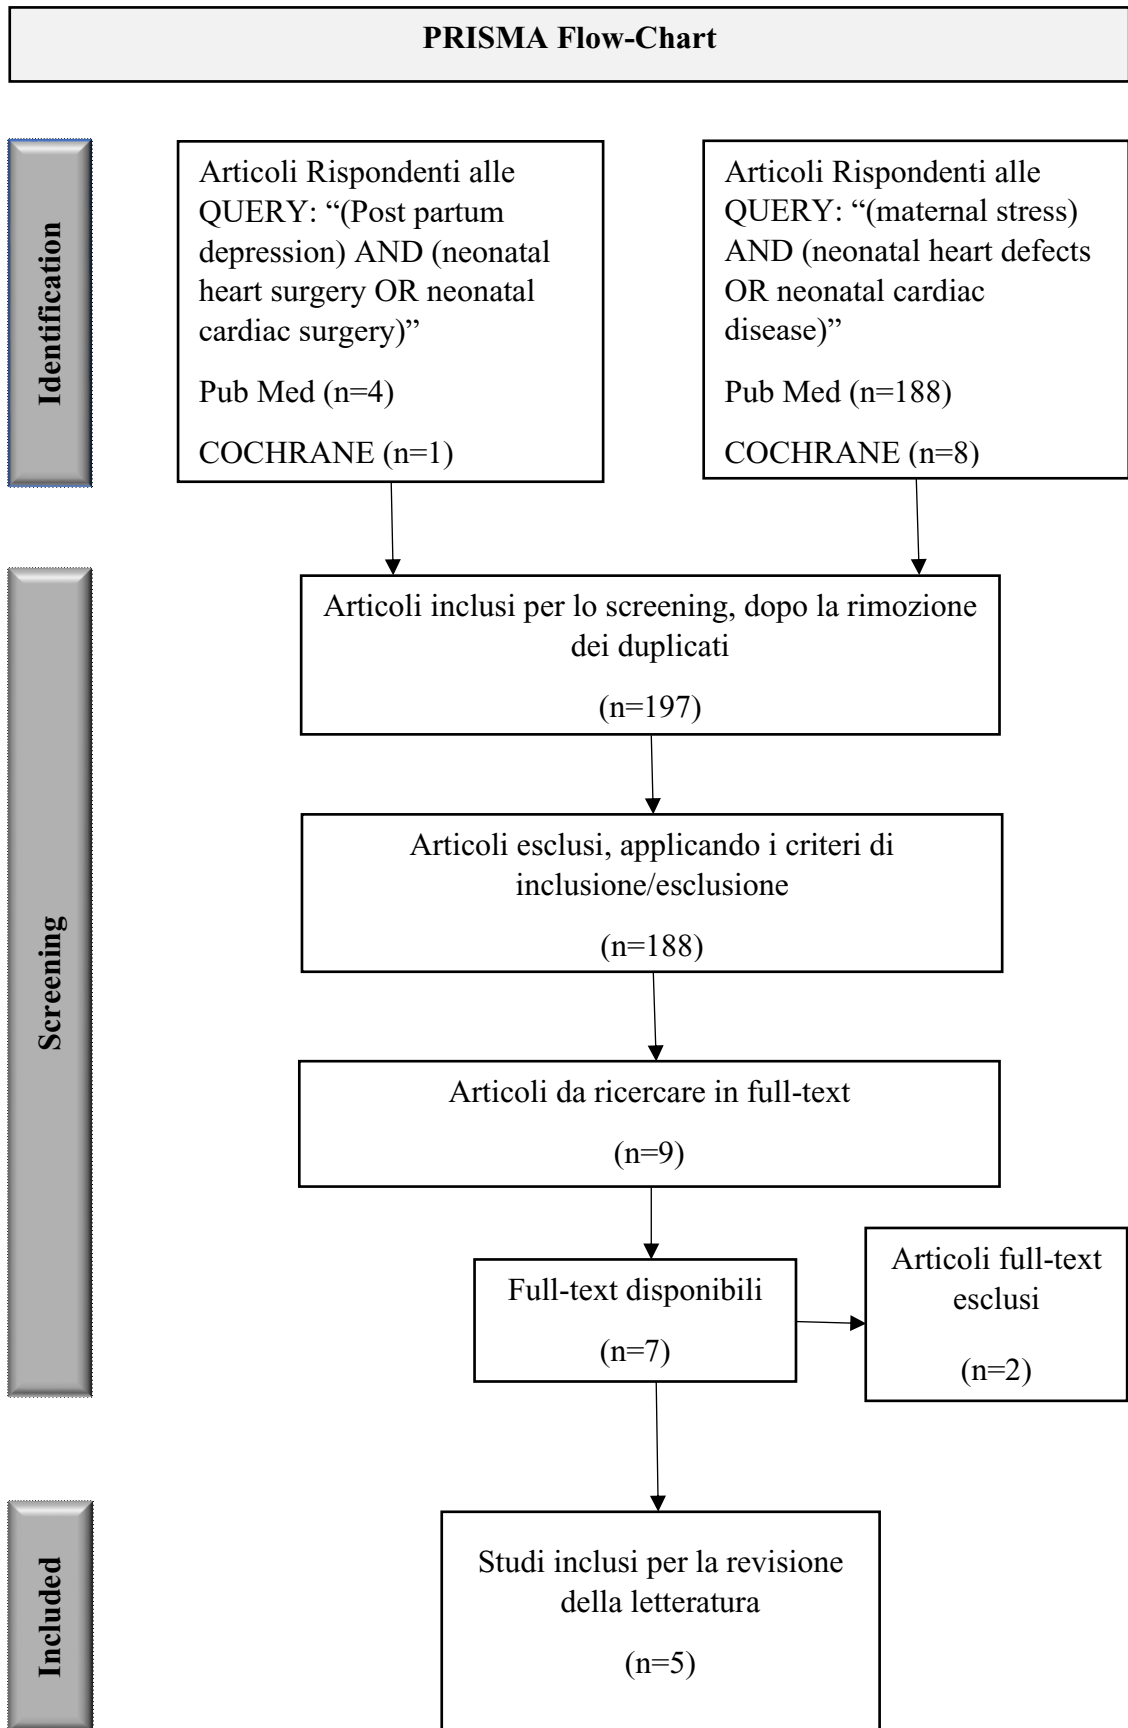 PRISMA Flow-Chart
Identification
Articoli Rispondenti alle
QUERY: “(Post partum
depression) AND (neonatal
heart surgery OR neonatal
cardiac surgery)”
Pub Med (n=4)
COCHRANE (n=1)
Articoli Rispondenti alle
QUERY: “(maternal stress)
AND (neonatal heart defects
OR neonatal cardiac
disease)”
Pub Med (n=188)
COCHRANE (n=8)
Screening
Articoli inclusi per lo screening, dopo la rimozione
dei duplicati
(n=197)
Articoli esclusi, applicando i criteri di
inclusione/esclusione
(n=188)
Articoli da ricercare in full-text
(n=9)
Full-text disponibili
(n=7)
Articoli full-text
esclusi
(n=2)
Included
Studi inclusi per la revisione
della letteratura
(n=5)